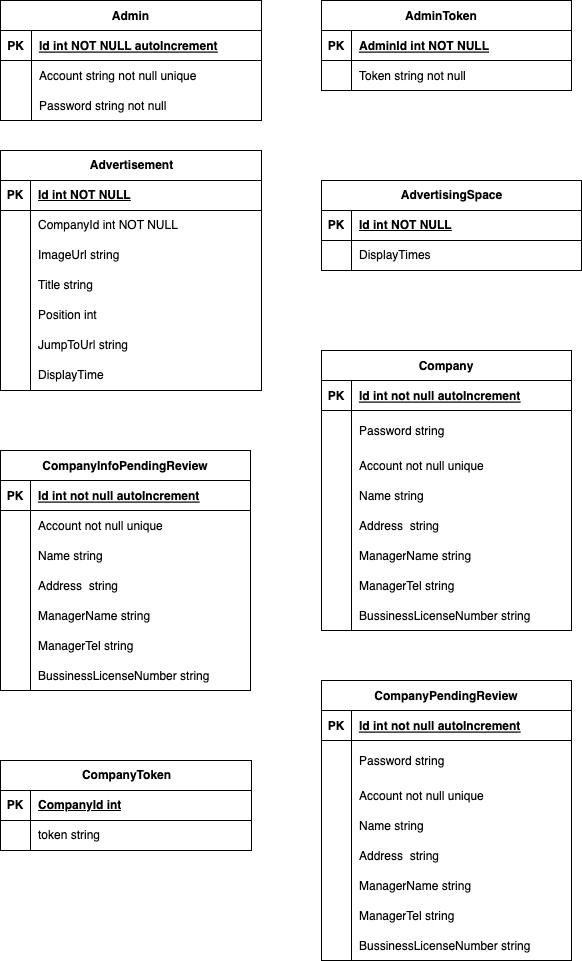 Admin
PK Id int NOT NULL autoIncrement
Account string not null unique
Password string not null
AdminToken
PK AdminId int NOT NULL
Token string not null
Advertisement
PK Id int NOT NULL
CompanyId int NOT NULL
ImageUrl string
Title string
Position int
JumpToUrl string
DisplayTime
AdvertisingSpace
PK Id int NOT NULL
DisplayTimes
Company
PK Id int not null autoIncrement
Password string
Account not null unique
Name string
Address  string
ManagerName string
ManagerTel string
BussinessLicenseNumber string
CompanyInfoPendingReview
PK Id int not null autoIncrement
Account not null unique
Name string
Address  string
ManagerName string
ManagerTel string
BussinessLicenseNumber string
CompanyPendingReview
PK Id int not null autoIncrement
Password string
Account not null unique
Name string
Address  string
ManagerName string
ManagerTel string
BussinessLicenseNumber string
CompanyToken
PK CompanyId int
token string